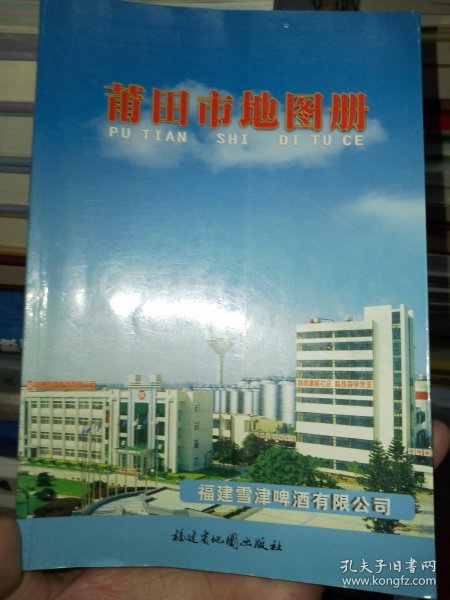 莆田市地图册
PU TIAN SHI DI TU CE
福建雪津啤酒有限公司
福建省地图出版社
孔夫子旧书网
www.kongfz.com